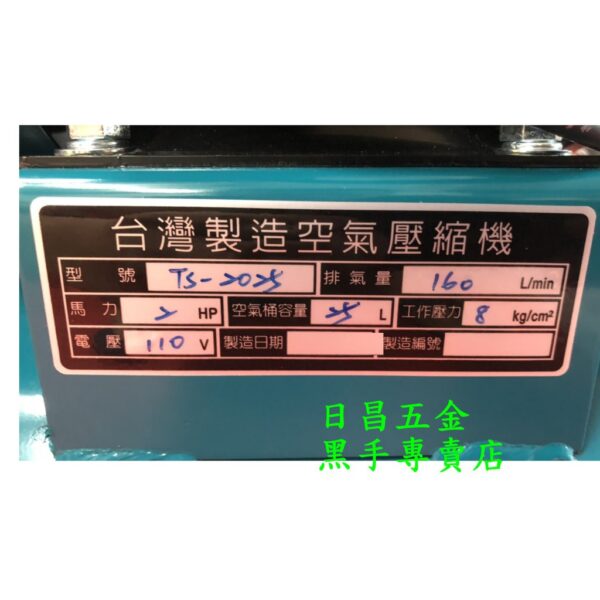 台灣製造空氣壓縮機
型號 TS-2025 排氣量 160 L/min
馬力 2 HP 空氣桶容量 25 L 工作壓力 8 kg/cm²
電壓 110 V 製造日期 製造編號
日昌五金
黑手專賣店